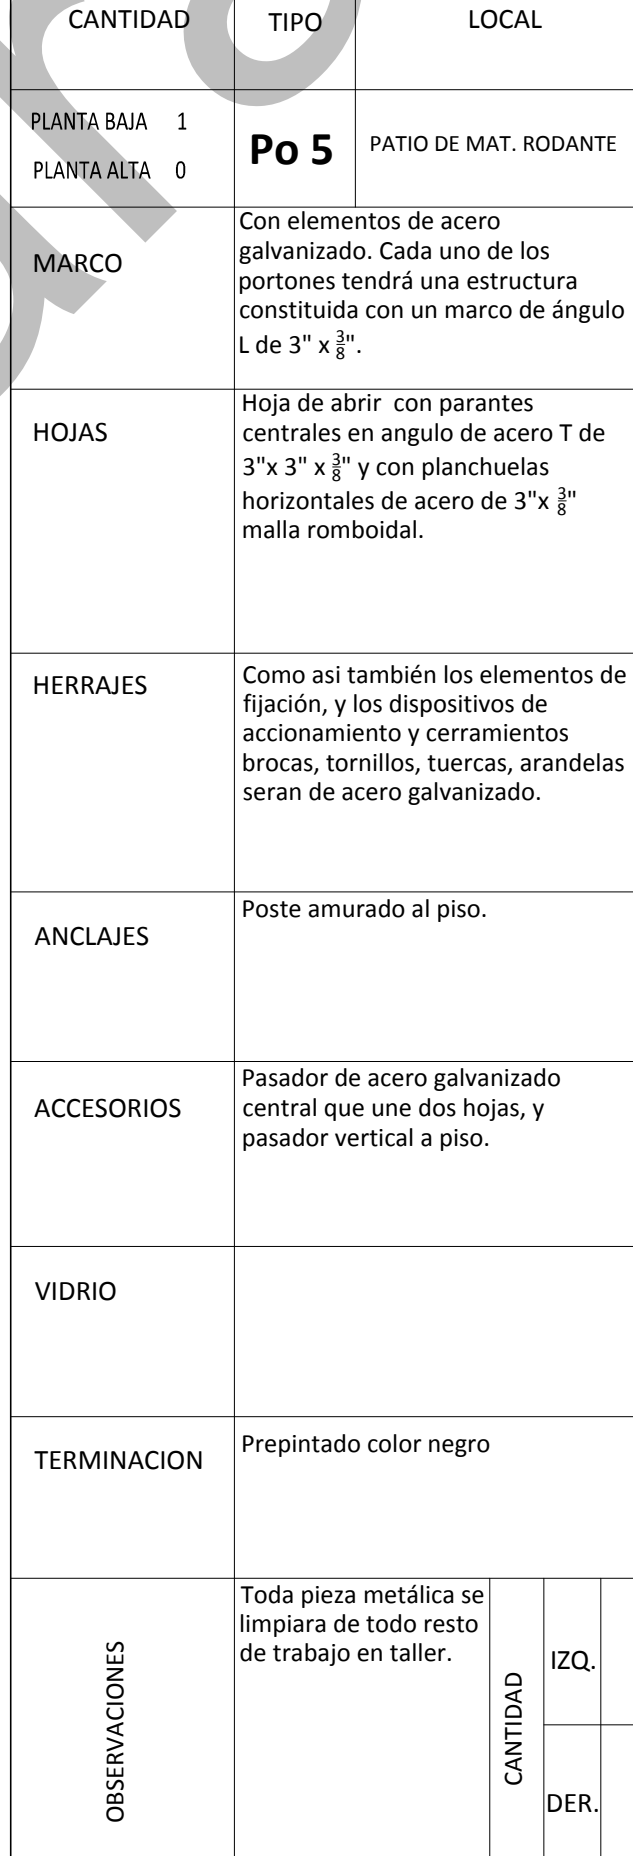 CANTIDAD TIPO LOCAL
PLANTA BAJA 1
PLANTA ALTA 0
Po 5
PATIO DE MAT. RODANTE
MARCO
Con elementos de acero
galvanizado. Cada uno de los
portones tendrá una estructura
constituida con un marco de ángulo
L de 3" x 3/8".
HOJAS
Hoja de abrir con parantes
centrales en angulo de acero T de
3"x 3" x 3/8" y con planchuelas
horizontales de acero de 3"x 3/8"
malla romboidal.
HERRAJES
Como asi también los elementos de
fijación, y los dispositivos de
accionamiento y cerramientos
brocas, tornillos, tuercas, arandelas
seran de acero galvanizado.
ANCLAJES
Poste amurado al piso.
ACCESORIOS
Pasador de acero galvanizado
central que une dos hojas, y
pasador vertical a piso.
VIDRIO
TERMINACION
Prepintado color negro
OBSERVACIONES
Toda pieza metálica se
limpiara de todo resto
de trabajo en taller.
CANTIDAD
IZQ.
DER.